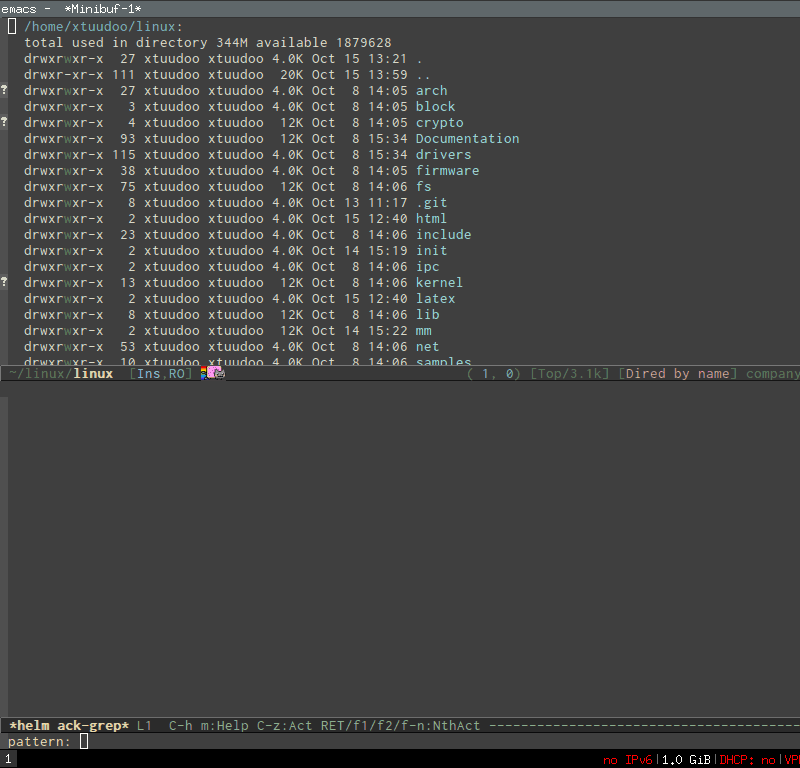 emacs -  *Minibuf-1*
/home/xtuudoo/linux:
total used in directory 344M available 1879628
drwxrwxr-x  27 xtuudoo xtuudoo 4.0K Oct 15 13:21 .
drwxr-xr-x 111 xtuudoo xtuudoo  20K Oct 15 13:59 ..
? drwxrwxr-x  27 xtuudoo xtuudoo 4.0K Oct  8 14:05 arch
drwxrwxr-x   3 xtuudoo xtuudoo 4.0K Oct  8 14:05 block
? drwxrwxr-x   4 xtuudoo xtuudoo  12K Oct  8 14:05 crypto
drwxrwxr-x  93 xtuudoo xtuudoo  12K Oct  8 15:34 Documentation
drwxrwxr-x 115 xtuudoo xtuudoo 4.0K Oct  8 15:34 drivers
drwxrwxr-x  38 xtuudoo xtuudoo 4.0K Oct  8 14:05 firmware
drwxrwxr-x  75 xtuudoo xtuudoo  12K Oct  8 14:06 fs
drwxrwxr-x   8 xtuudoo xtuudoo 4.0K Oct 13 11:17 .git
drwxrwxr-x   2 xtuudoo xtuudoo 4.0K Oct 15 12:40 html
drwxrwxr-x  23 xtuudoo xtuudoo 4.0K Oct  8 14:06 include
drwxrwxr-x   2 xtuudoo xtuudoo 4.0K Oct 14 15:19 init
drwxrwxr-x   2 xtuudoo xtuudoo 4.0K Oct  8 14:06 ipc
? drwxrwxr-x  13 xtuudoo xtuudoo  12K Oct  8 14:06 kernel
drwxrwxr-x   2 xtuudoo xtuudoo 4.0K Oct 15 12:40 latex
drwxrwxr-x   8 xtuudoo xtuudoo  12K Oct  8 14:06 lib
drwxrwxr-x   2 xtuudoo xtuudoo  12K Oct 14 15:22 mm
drwxrwxr-x  53 xtuudoo xtuudoo 4.0K Oct  8 14:06 net
drwxrwxr-x  10 xtuudoo xtuudoo 4.0K Oct  8 14:06 samples
~/linux/linux  [Ins,RO] ( 1, 0) [Top/3.1k] [Dired by name] company
*helm ack-grep* L1  C-h m:Help C-z:Act RET/f1/f2/f-n:NthAct ---------------------------------------
pattern:
1 no IPv6|1.0 GiB|DHCP: no|VP